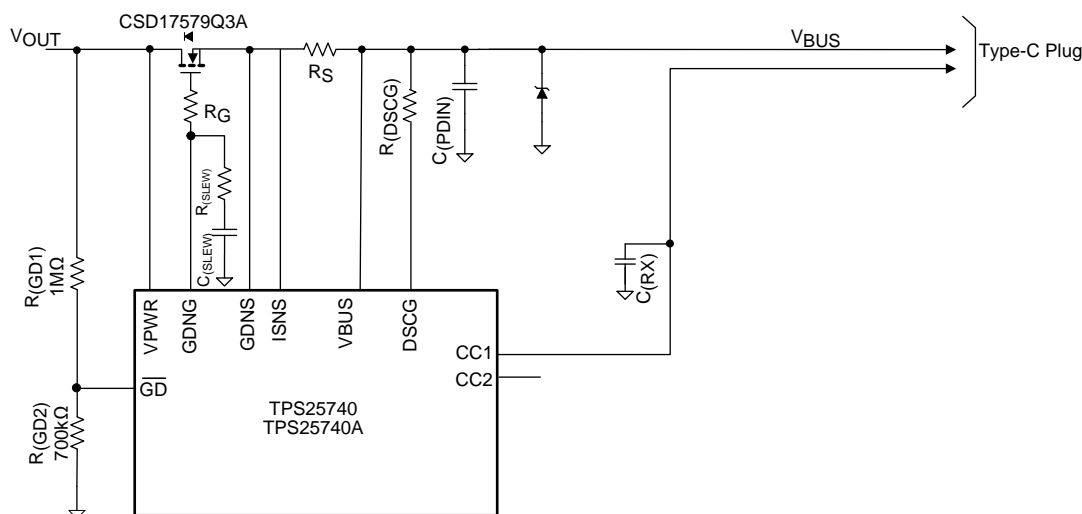 CSD17579Q3A
VOUT
VBUS
Type-C Plug
RS
RG
R(DSCG)
C(PDIN)
R(SLEW)
C(SLEW)
R(GD1)
1MΩ
C(RX)
VPWR
GDNG
GDNS
ISNS
VBUS
DSCG
CC1
CC2
GD
TPS25740
TPS25740A
R(GD2)
700kΩ